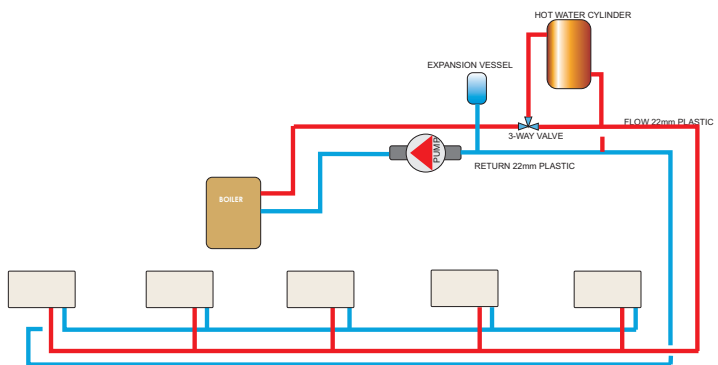 HOT WATER CYLINDER
EXPANSION VESSEL
FLOW 22mm PLASTIC
3-WAY VALVE
PUMP
RETURN 22mm PLASTIC
BOILER